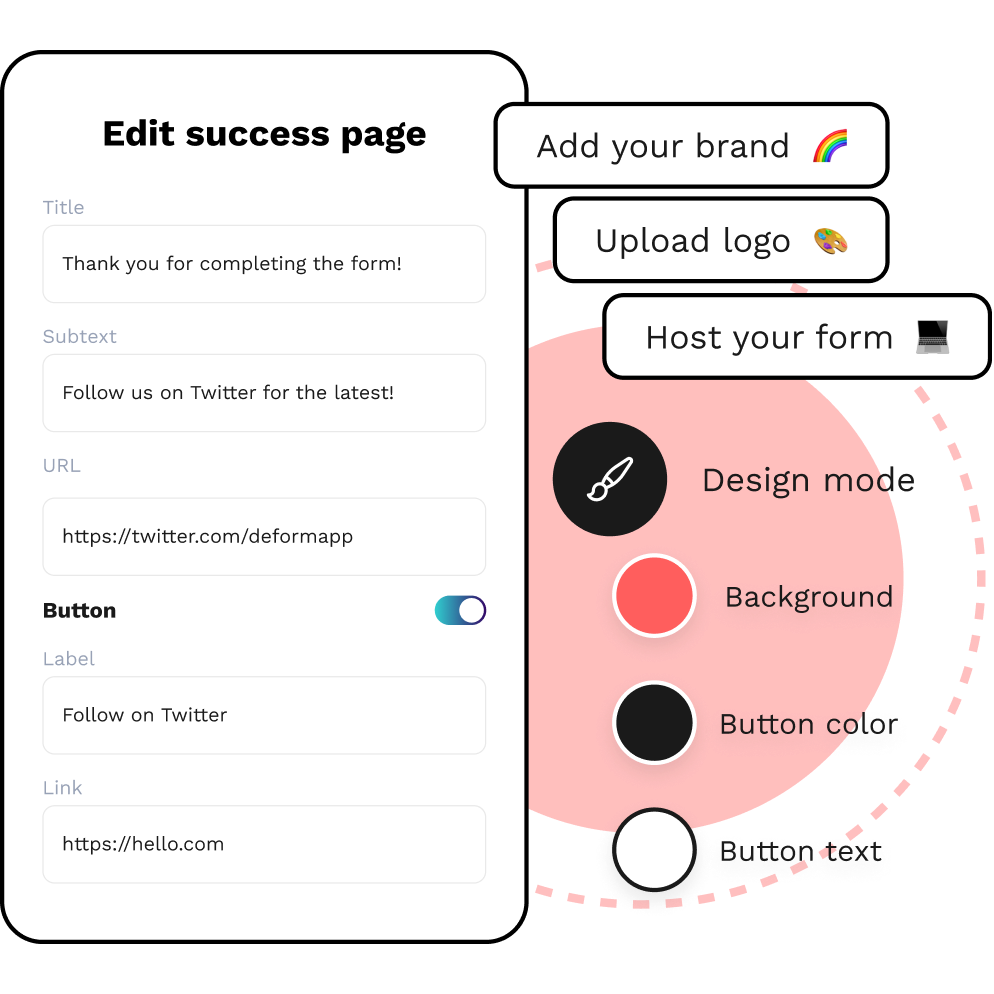 Edit success page
Title
Thank you for completing the form!
Subtext
Follow us on Twitter for the latest!
URL
https://twitter.com/deformapp
Button
Label
Follow on Twitter
Link
https://hello.com
Add your brand 🌈
Upload logo 🎨
Host your form 💻
Design mode
Background
Button color
Button text